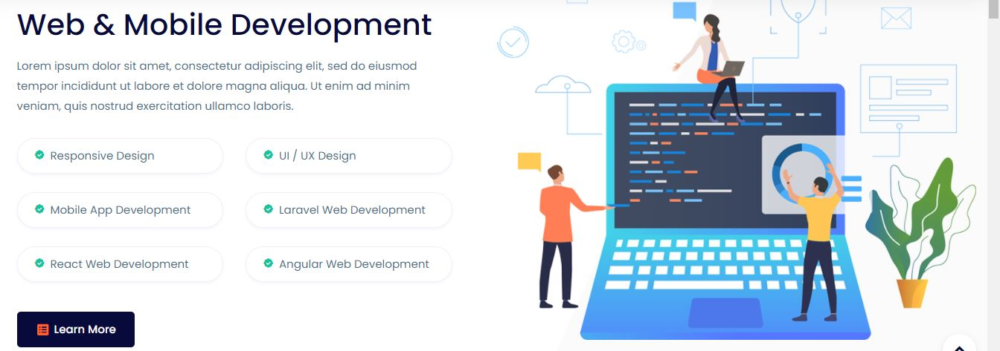 Web & Mobile Development
Lorem ipsum dolor sit amet, consectetur adipiscing elit, sed do eiusmod
tempor incididunt ut labore et dolore magna aliqua. Ut enim ad minim
veniam, quis nostrud exercitation ullamco laboris.
Responsive Design
UI / UX Design
Mobile App Development
Laravel Web Development
React Web Development
Angular Web Development
Learn More